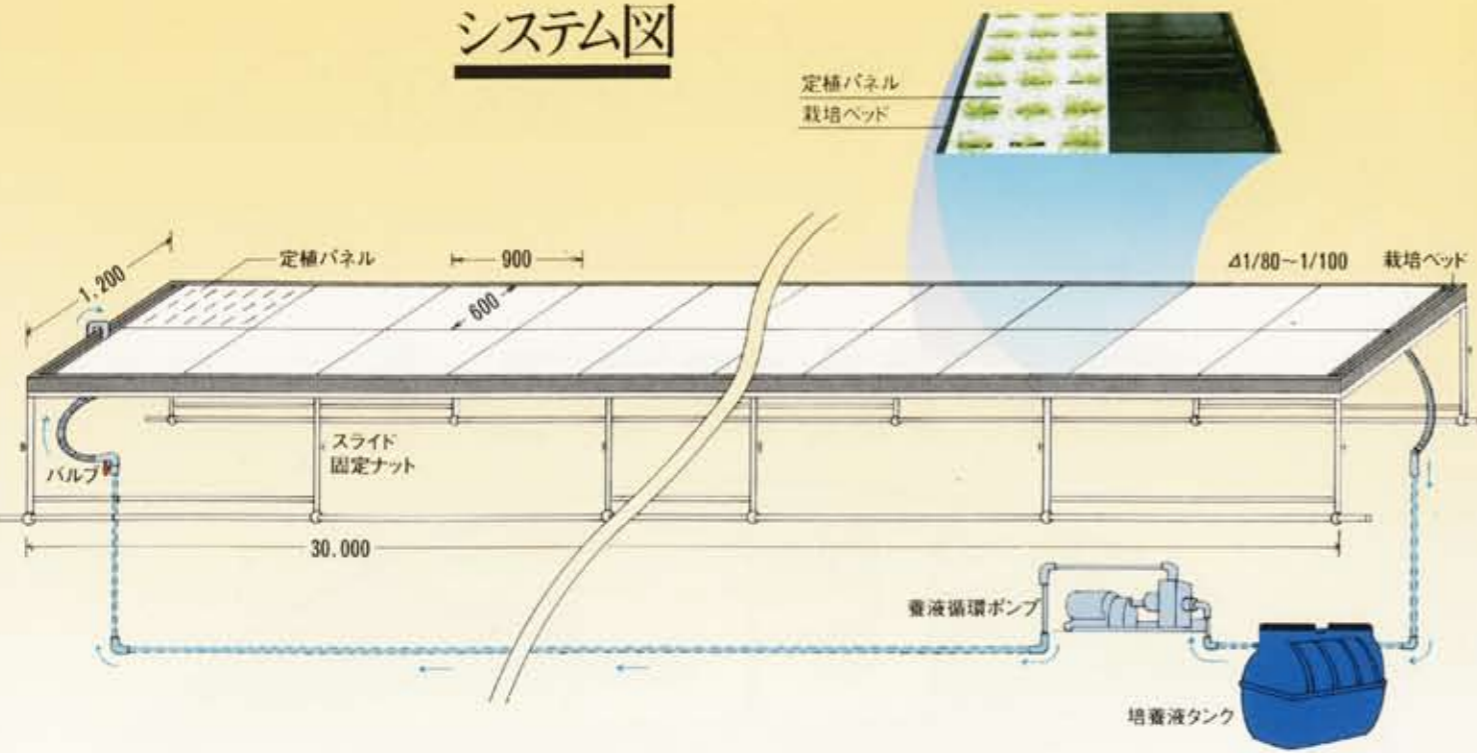 システム図
定植パネル
栽培ベッド
1,200
定植パネル
900
600
⊿1/80~1/100
栽培ベッド
バルブ
スライド
固定ナット
30.000
養液循環ポンプ
培養液タンク